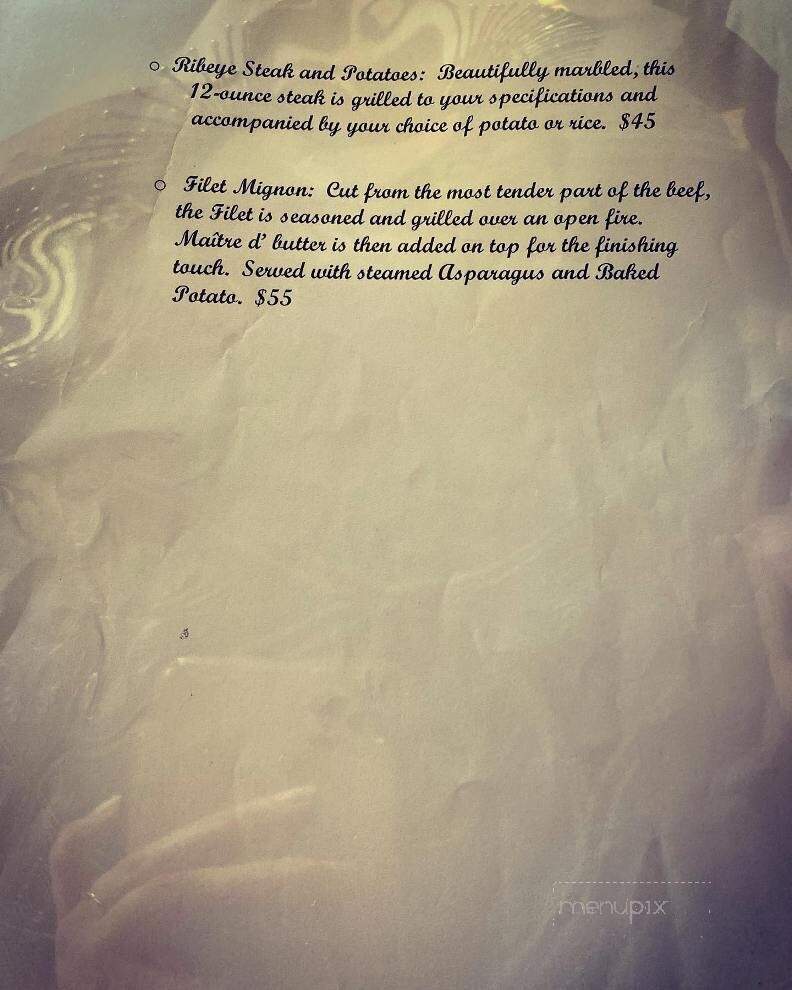 ○ Ribeye Steak and Potatoes: Beautifully marbled, this
12-ounce steak is grilled to your specifications and
accompanied by your choice of potato or rice. $45
○ Filet Mignon: Cut from the most tender part of the beef,
the Filet is seasoned and grilled over an open fire.
Maître d' butter is then added on top for the finishing
touch. Served with steamed Asparagus and Baked
Potato. $55
menupix